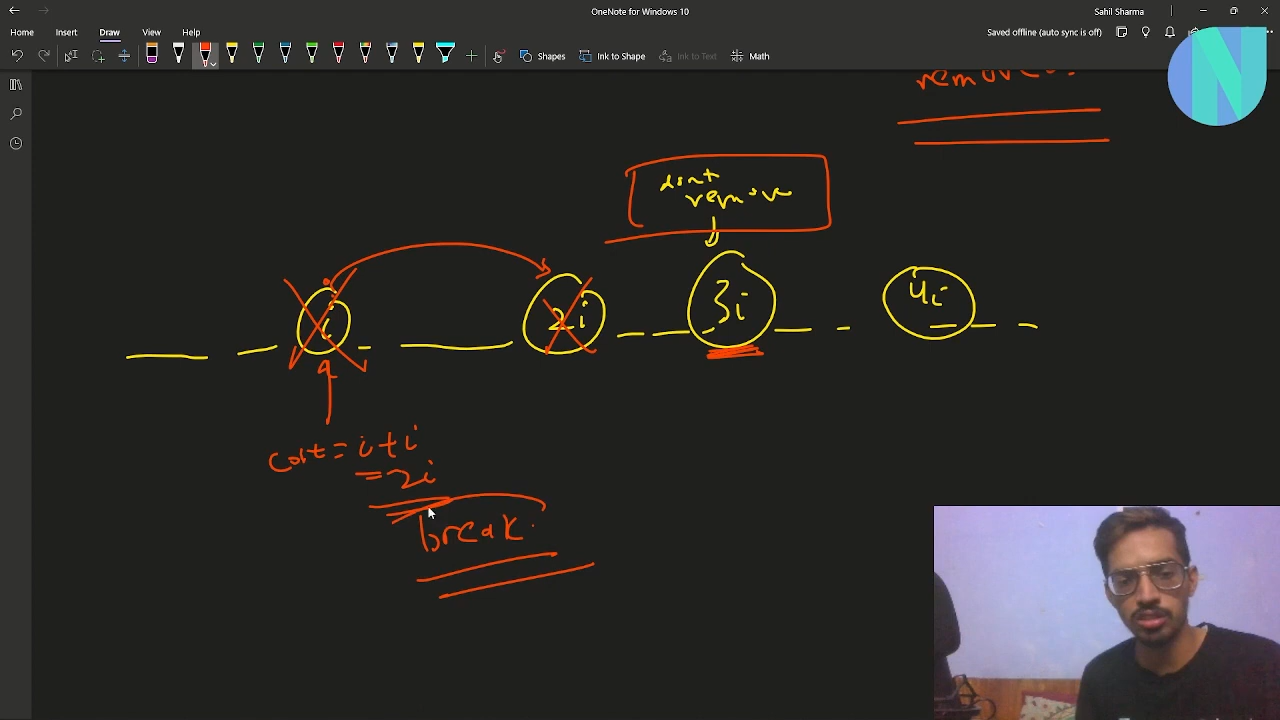 OneNote for Windows 10
Sahil Sharma
Home Insert Draw View Help
Saved offline (auto sync is off)
Shapes Ink to Shape Ink to Text Math
dont
remove
i 2i 3i 4i
cost = i + i
= 2i
break.